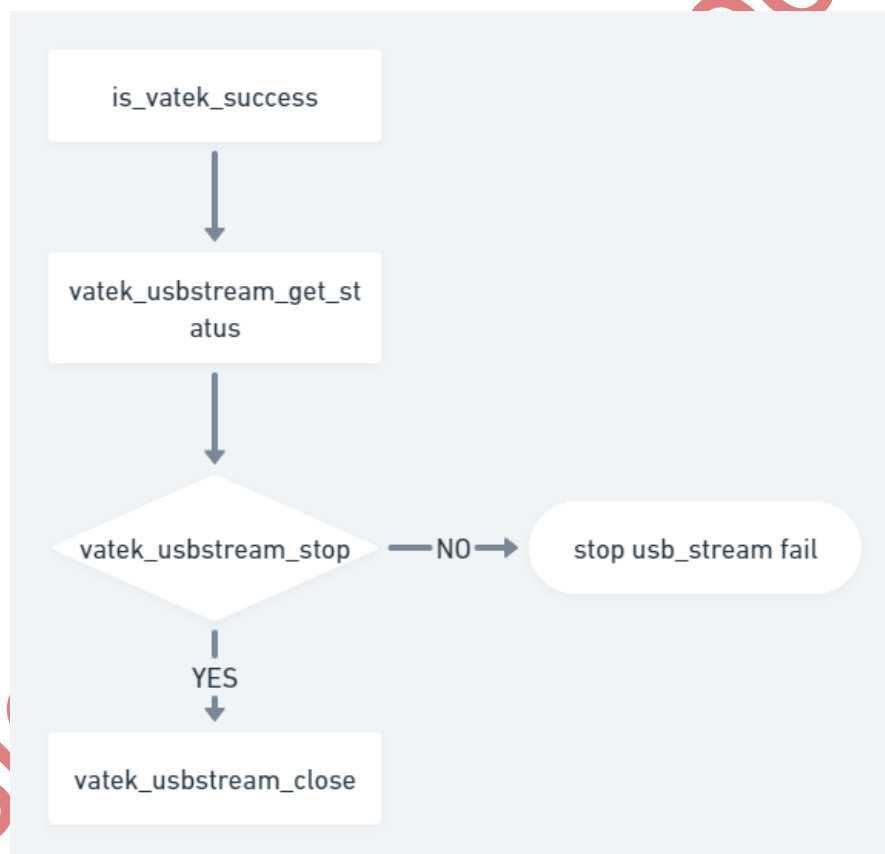 is_vatek_success
vatek_usbstream_get_st
atus
vatek_usbstream_stop
NO
stop usb_stream fail
YES
vatek_usbstream_close